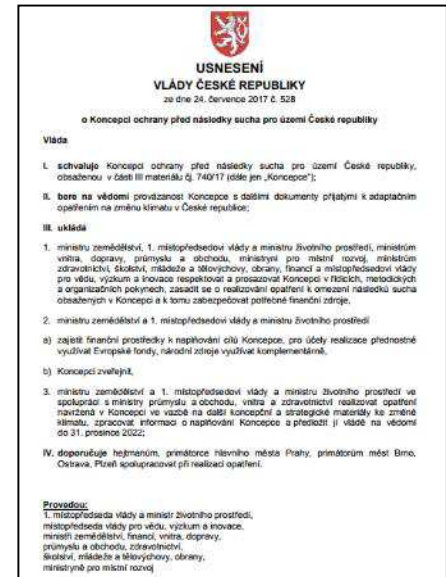 USNESENÍ
VLÁDY ČESKÉ REPUBLIKY
ze dne 24. července 2017 č. 528
o Koncepci ochrany před následky sucha pro území České republiky
Vláda
I. schvaluje Koncepci ochrany před následky sucha pro území České republiky,
obsaženou v části III materiálu čj. 740/17 (dále jen „Koncepce");
II. bere na vědomí provázanost Koncepce s dalšími dokumenty přijatými k adaptačním
opatřením na změnu klimatu v České republice;
III. ukládá
1. ministru zemědělství, 1. místopředsedovi vlády a ministru životního prostředí, ministrům
vnitra, dopravy, průmyslu a obchodu, ministryni pro místní rozvoj, ministrům
zdravotnictví, školství, mládeže a tělovýchovy, obrany, financí a místopředsedovi vlády
pro vědu, výzkum a inovace respektovat a prosazovat Koncepci v řídicích, metodických
a organizačních pokynech, zasadit se o realizování opatření k omezení následků sucha
obsažených v Koncepci a k tomu zabezpečovat potřebné finanční zdroje,
2. ministru zemědělství a 1. místopředsedovi vlády a ministru životního prostředí
a) zajistit finanční prostředky k naplňování cílů Koncepce, pro účely realizace přednostně
využívat Evropské fondy, národní zdroje využívat komplementárně,
b) Koncepci zveřejnit,
3. ministru zemědělství a 1. místopředsedovi vlády a ministru životního prostředí ve
spolupráci s ministry průmyslu a obchodu, vnitra a zdravotnictví realizovat opatření
navržená v Koncepci ve vazbě na další koncepční a strategické materiály ke změně
klimatu, zpracovat informaci o naplňování Koncepce a předložit ji vládě na vědomí
do 31. prosince 2022;
IV. doporučuje hejtmanům, primátorce hlavního města Prahy, primátorům měst Brno,
Ostrava, Plzeň spolupracovat při realizaci opatření.
Provedou:
1. místopředseda vlády a ministr životního prostředí,
místopředseda vlády pro vědu, výzkum a inovace,
ministři zemědělství, financí, vnitra, dopravy,
průmyslu a obchodu, zdravotnictví,
školství, mládeže a tělovýchovy, obrany,
ministryně pro místní rozvoj